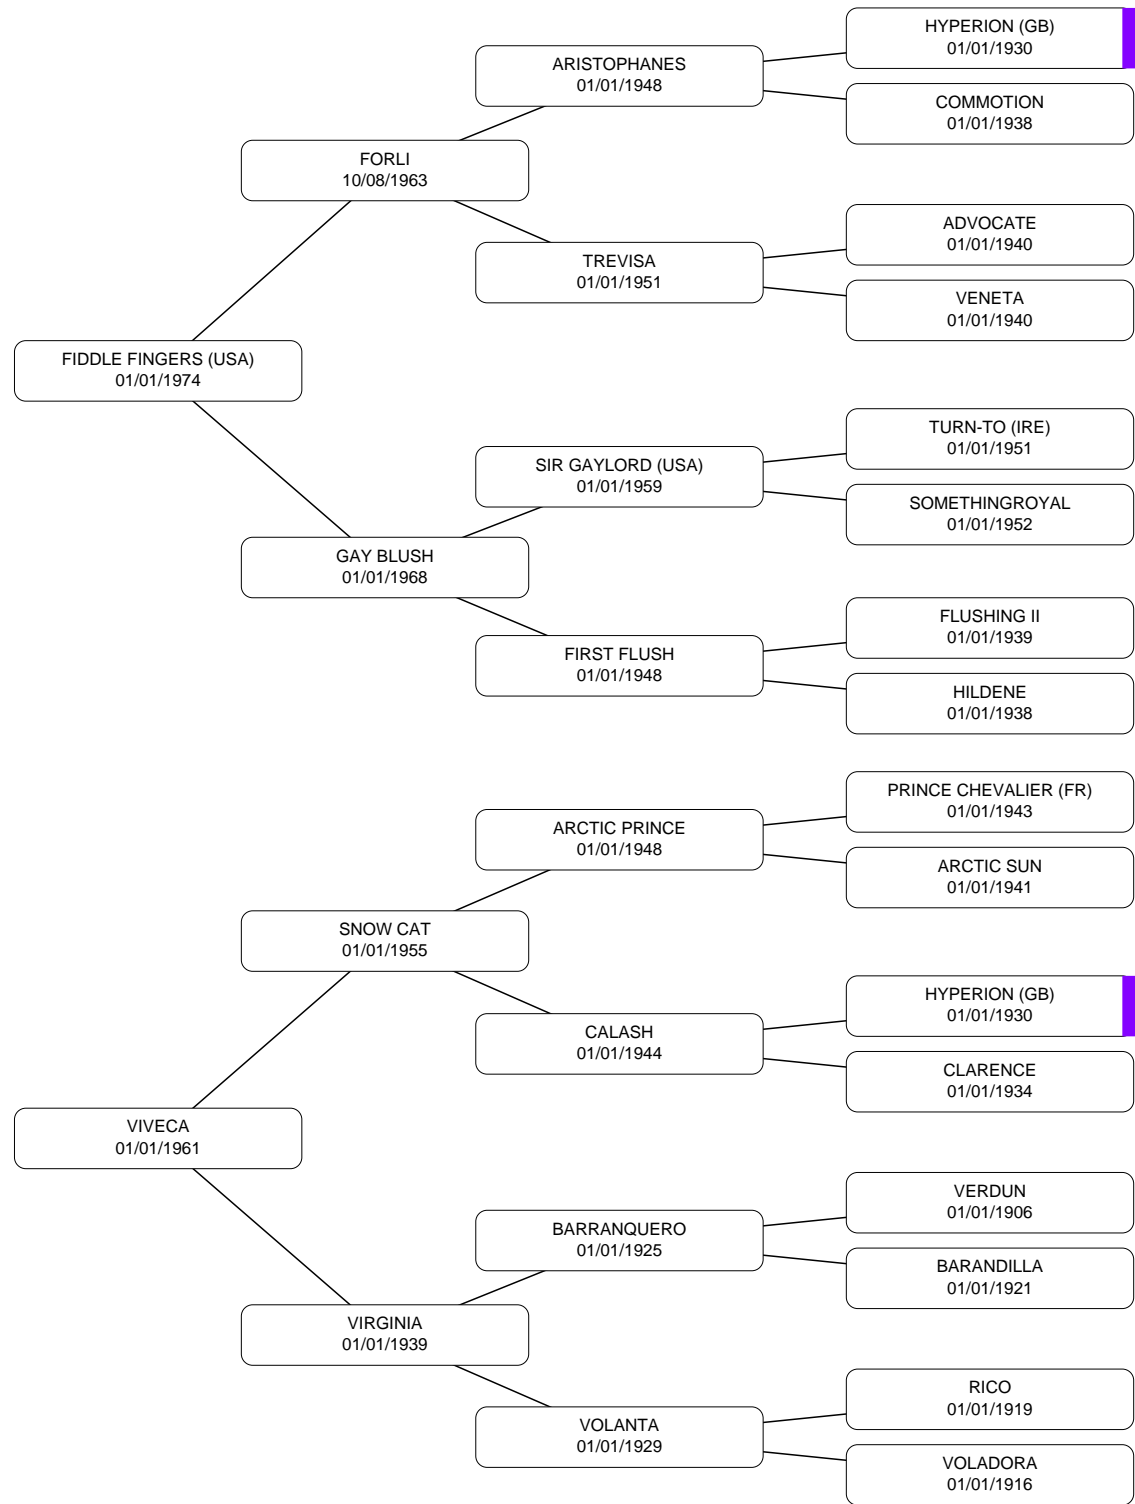 HYPERION (GB)
01/01/1930
ARISTOPHANES
01/01/1948
COMMOTION
01/01/1938
FORLI
10/08/1963
ADVOCATE
01/01/1940
TREVISA
01/01/1951
VENETA
01/01/1940
FIDDLE FINGERS (USA)
01/01/1974
TURN-TO (IRE)
01/01/1951
SIR GAYLORD (USA)
01/01/1959
SOMETHINGROYAL
01/01/1952
GAY BLUSH
01/01/1968
FLUSHING II
01/01/1939
FIRST FLUSH
01/01/1948
HILDENE
01/01/1938
PRINCE CHEVALIER (FR)
01/01/1943
ARCTIC PRINCE
01/01/1948
ARCTIC SUN
01/01/1941
SNOW CAT
01/01/1955
HYPERION (GB)
01/01/1930
CALASH
01/01/1944
CLARENCE
01/01/1934
VIVECA
01/01/1961
VERDUN
01/01/1906
BARRANQUERO
01/01/1925
BARANDILLA
01/01/1921
VIRGINIA
01/01/1939
RICO
01/01/1919
VOLANTA
01/01/1929
VOLADORA
01/01/1916